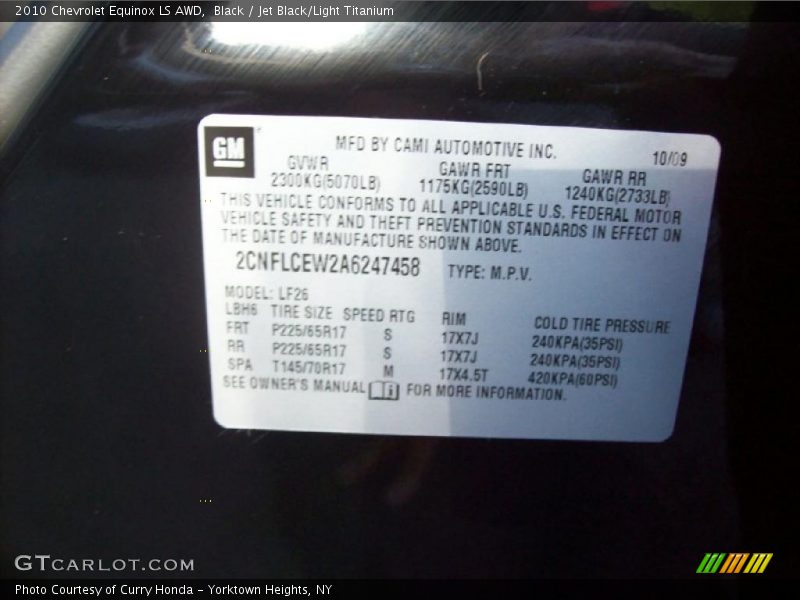 2010 Chevrolet Equinox LS AWD, Black / Jet Black/Light Titanium
GM
MFD BY CAMI AUTOMOTIVE INC. 10/09
GVWR GAWR FRT GAWR RR
2300KG(5070LB) 1175KG(2590LB) 1240KG(2733LB)
THIS VEHICLE CONFORMS TO ALL APPLICABLE U.S. FEDERAL MOTOR
VEHICLE SAFETY AND THEFT PREVENTION STANDARDS IN EFFECT ON
THE DATE OF MANUFACTURE SHOWN ABOVE.
2CNFLCEW2A6247458 TYPE: M.P.V.
MODEL: LF26
LBH6 TIRE SIZE SPEED RTG RIM COLD TIRE PRESSURE
FRT P225/65R17 S 17X7J 240KPA(35PSI)
RR P225/65R17 S 17X7J 240KPA(35PSI)
SPA T145/70R17 M 17X4.5T 420KPA(60PSI)
SEE OWNER'S MANUAL FOR MORE INFORMATION.
GTCARLOT.COM
Photo Courtesy of Curry Honda - Yorktown Heights, NY